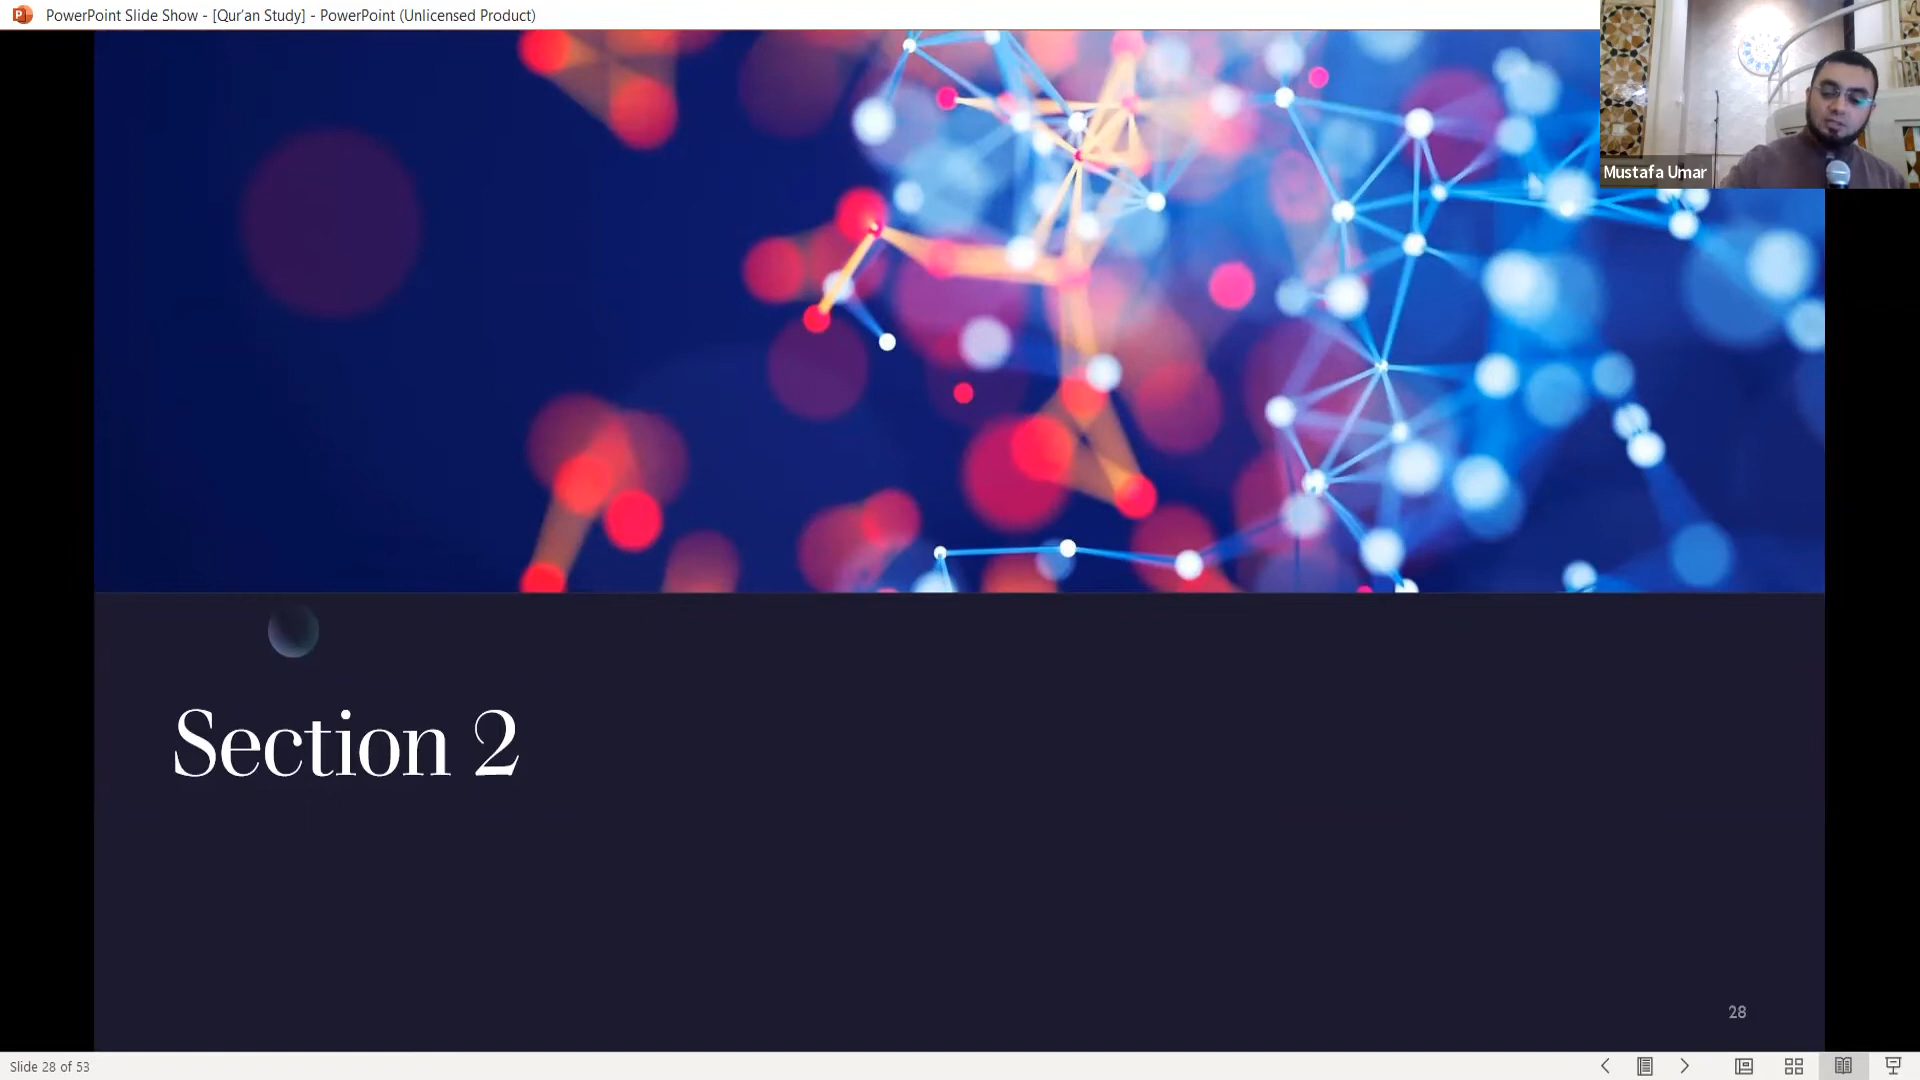 PowerPoint Slide Show - [Qur'an Study] - PowerPoint (Unlicensed Product)
Mustafa Umar
Section 2
28
Slide 28 of 53